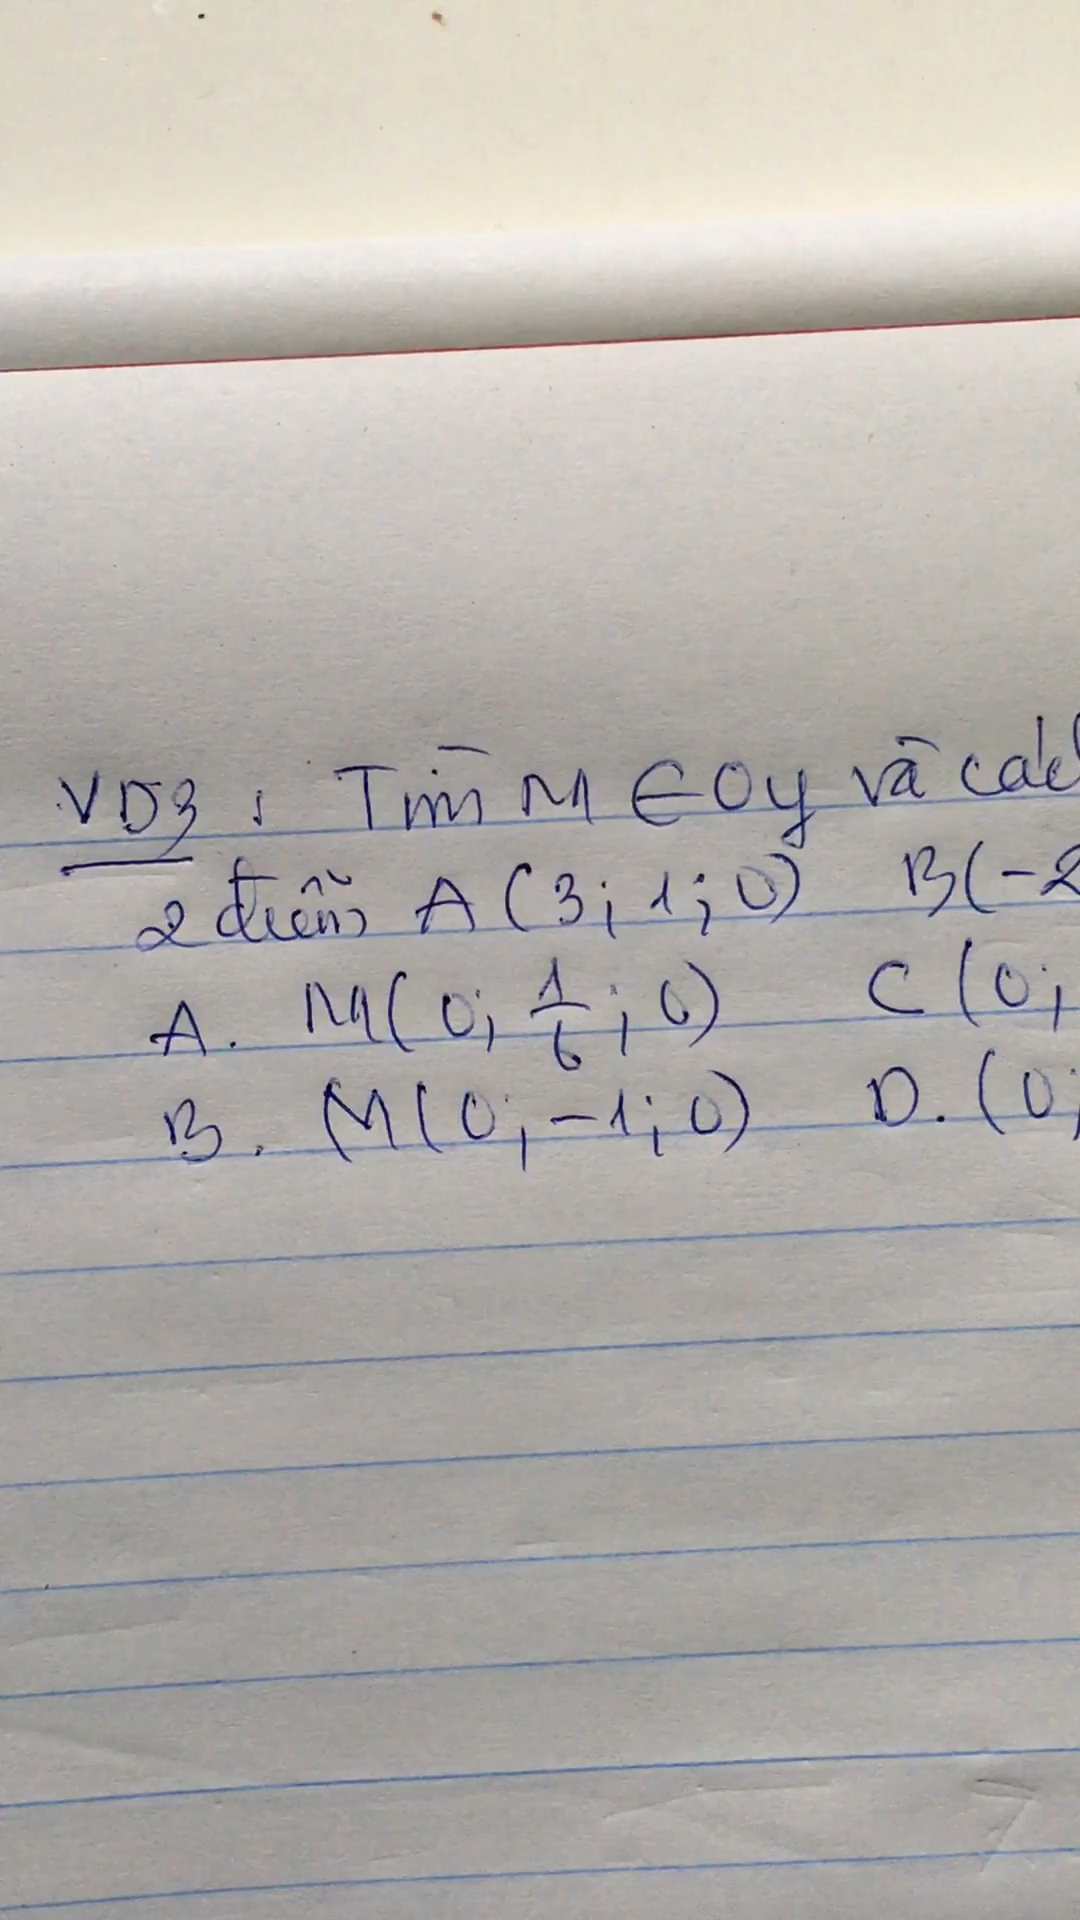 VD3: Tìm M ∈ Oy và các
2 điểm A(3; 1; 0) B(-2
A. M(0; 1/6; 0) C(0;
B. M(0; -1; 0) D. (0;